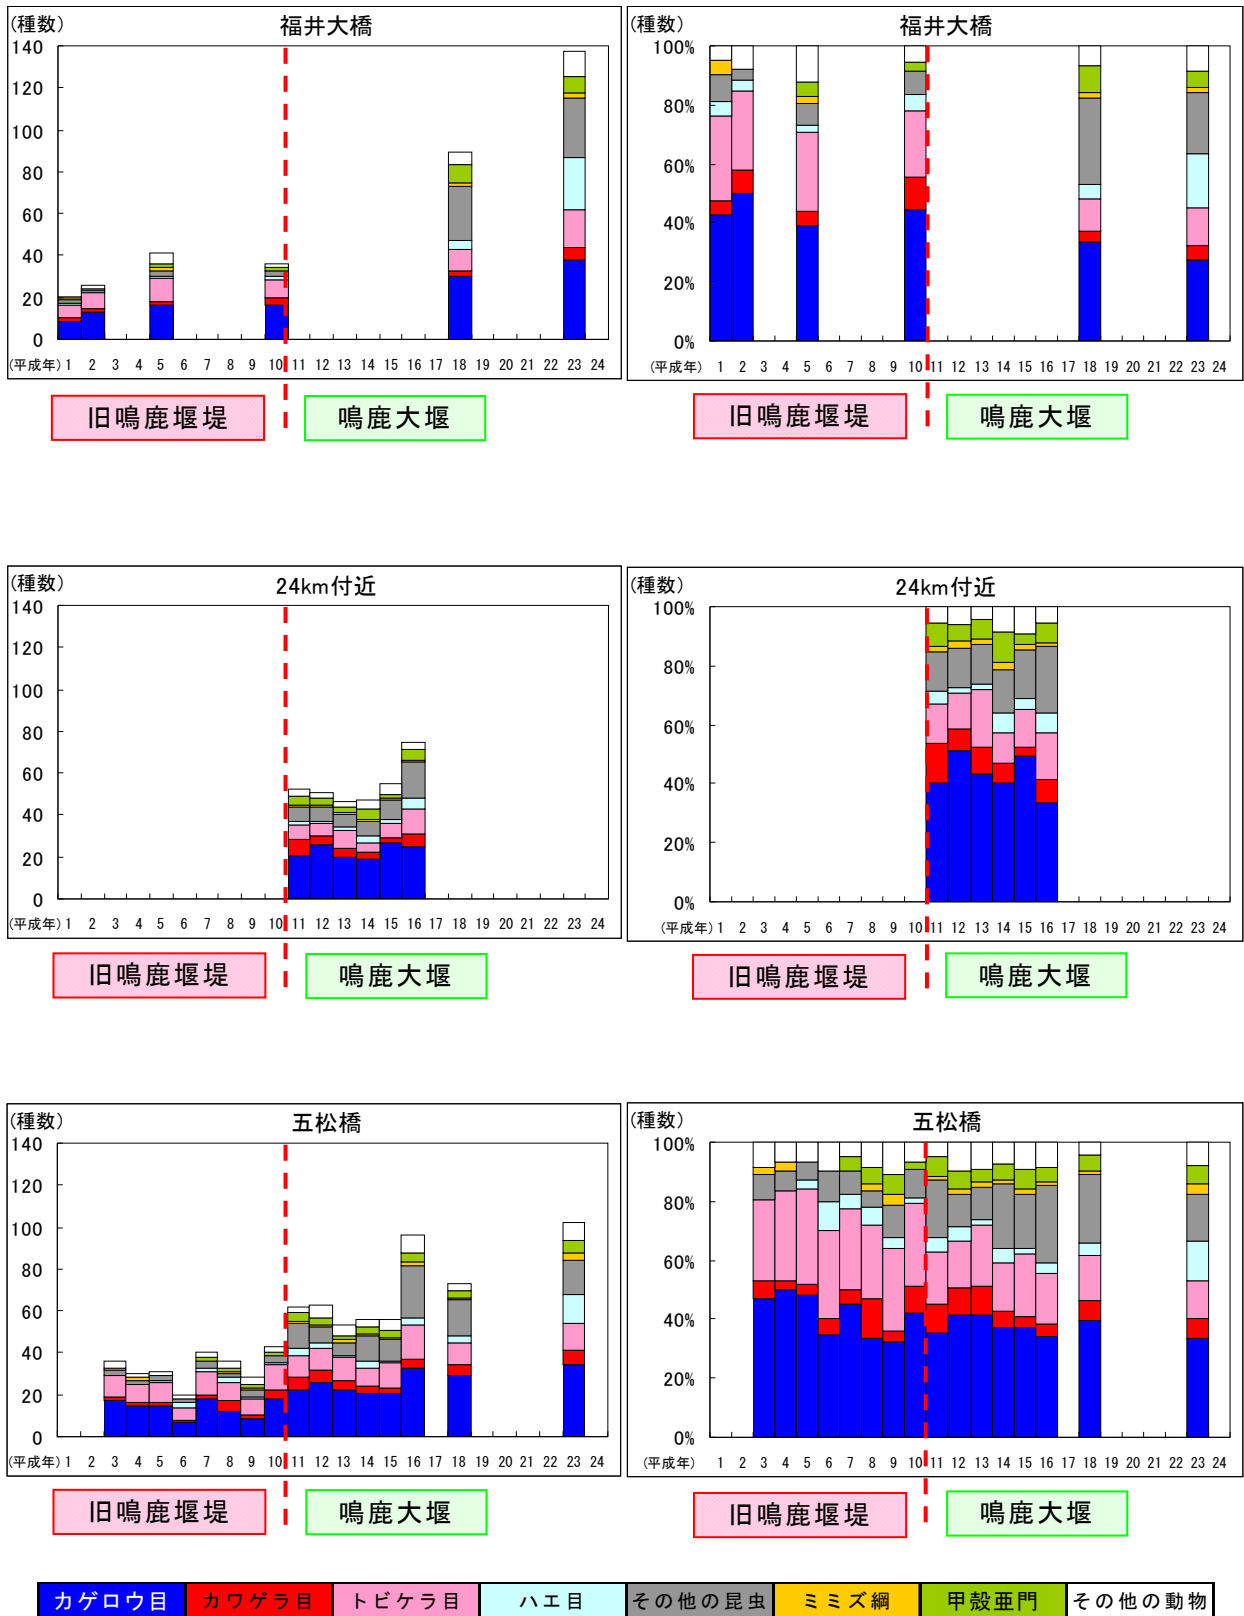 (種数) 福井大橋
140
120
100
80
60
40
20
0
(平成年) 1 2 3 4 5 6 7 8 9 10 11 12 13 14 15 16 17 18 19 20 21 22 23 24
旧鳴鹿堰堤 鳴鹿大堰
(種数) 福井大橋
100%
80%
60%
40%
20%
0%
(平成年) 1 2 3 4 5 6 7 8 9 10 11 12 13 14 15 16 17 18 19 20 21 22 23 24
旧鳴鹿堰堤 鳴鹿大堰
(種数) 24km付近
140
120
100
80
60
40
20
0
(平成年) 1 2 3 4 5 6 7 8 9 10 11 12 13 14 15 16 17 18 19 20 21 22 23 24
旧鳴鹿堰堤 鳴鹿大堰
(種数) 24km付近
100%
80%
60%
40%
20%
0%
(平成年) 1 2 3 4 5 6 7 8 9 10 11 12 13 14 15 16 17 18 19 20 21 22 23 24
旧鳴鹿堰堤 鳴鹿大堰
(種数) 五松橋
140
120
100
80
60
40
20
0
(平成年) 1 2 3 4 5 6 7 8 9 10 11 12 13 14 15 16 17 18 19 20 21 22 23 24
旧鳴鹿堰堤 鳴鹿大堰
(種数) 五松橋
100%
80%
60%
40%
20%
0%
(平成年) 1 2 3 4 5 6 7 8 9 10 11 12 13 14 15 16 17 18 19 20 21 22 23 24
旧鳴鹿堰堤 鳴鹿大堰
カゲロウ目 カワゲラ目 トビケラ目 ハエ目 その他の昆虫 ミミズ綱 甲殻亜門 その他の動物